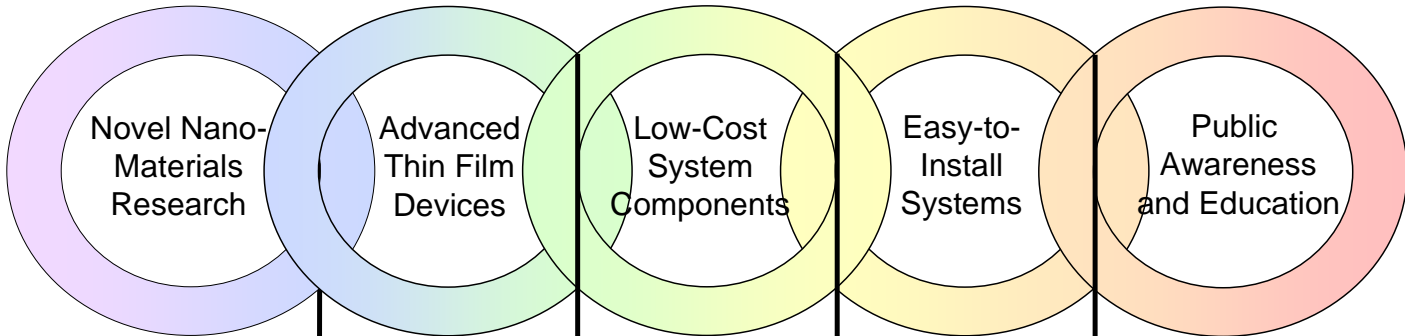 Novel Nano-
Materials
Research
Advanced
Thin Film
Devices
Low-Cost
System
Components
Easy-to-
Install
Systems
Public
Awareness
and Education